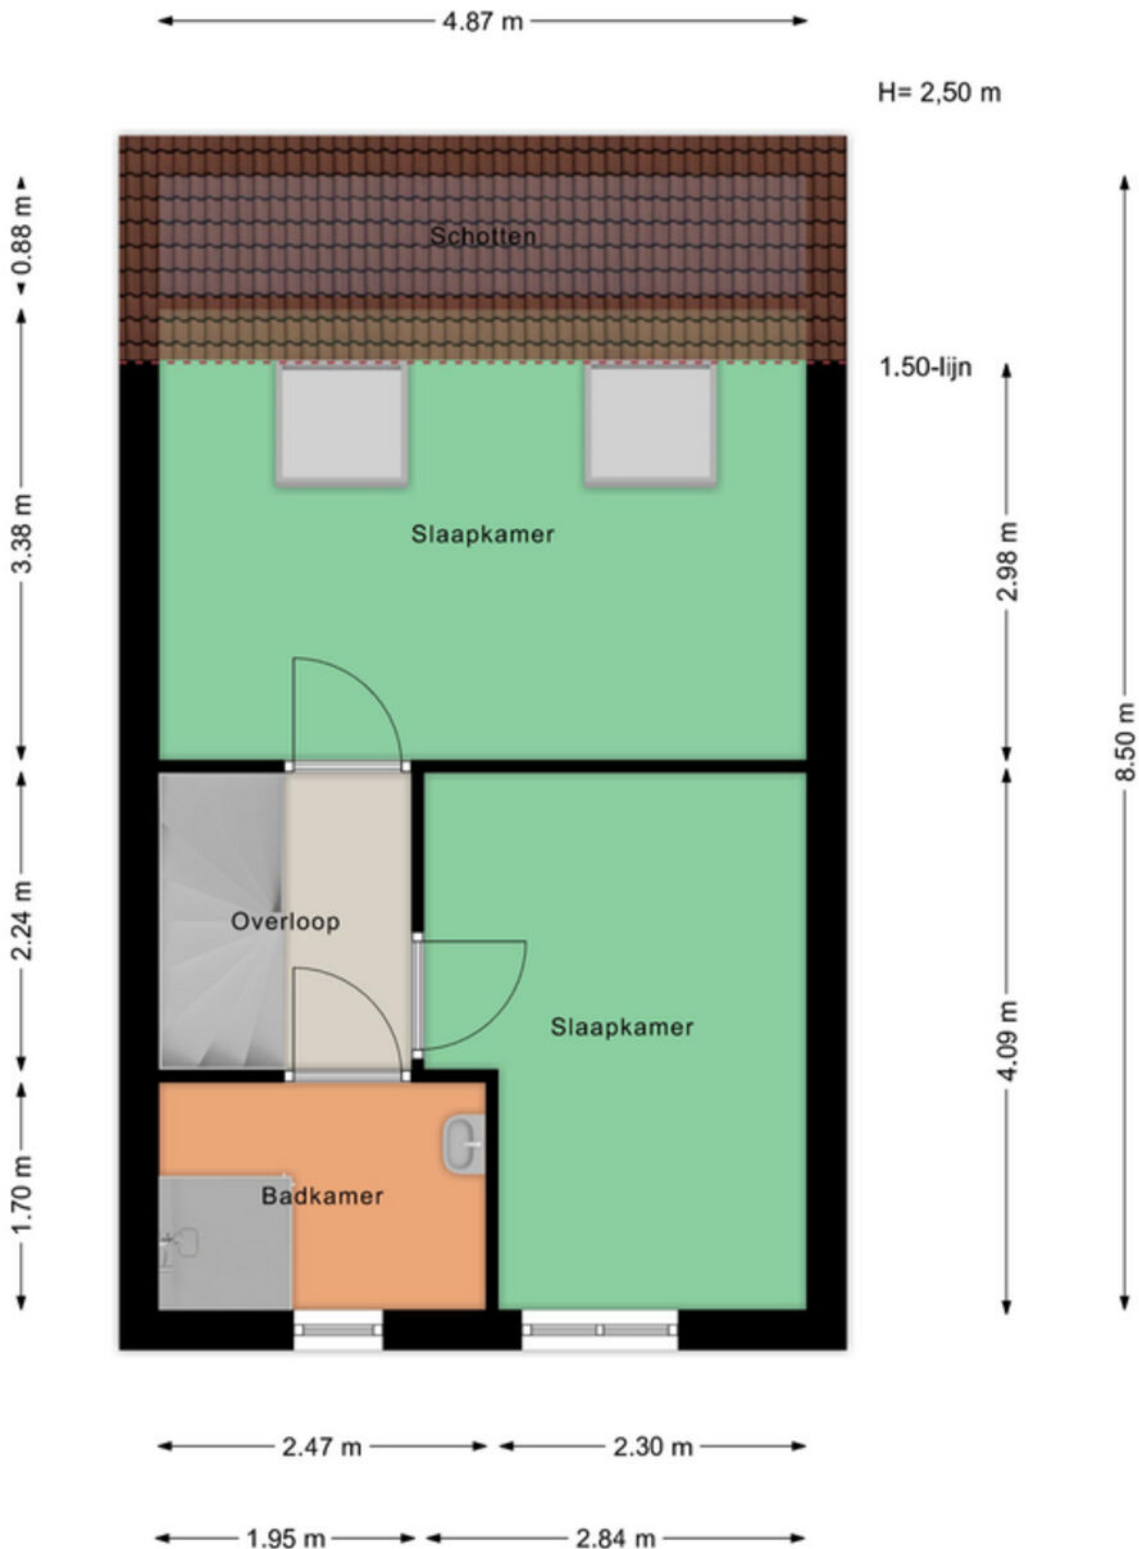 4.87 m
H= 2,50 m
0.88 m
Schotten
1.50-lijn
3.38 m
Slaapkamer
2.98 m
8.50 m
2.24 m
Overloop
Slaapkamer
4.09 m
1.70 m
Badkamer
2.47 m
2.30 m
1.95 m
2.84 m